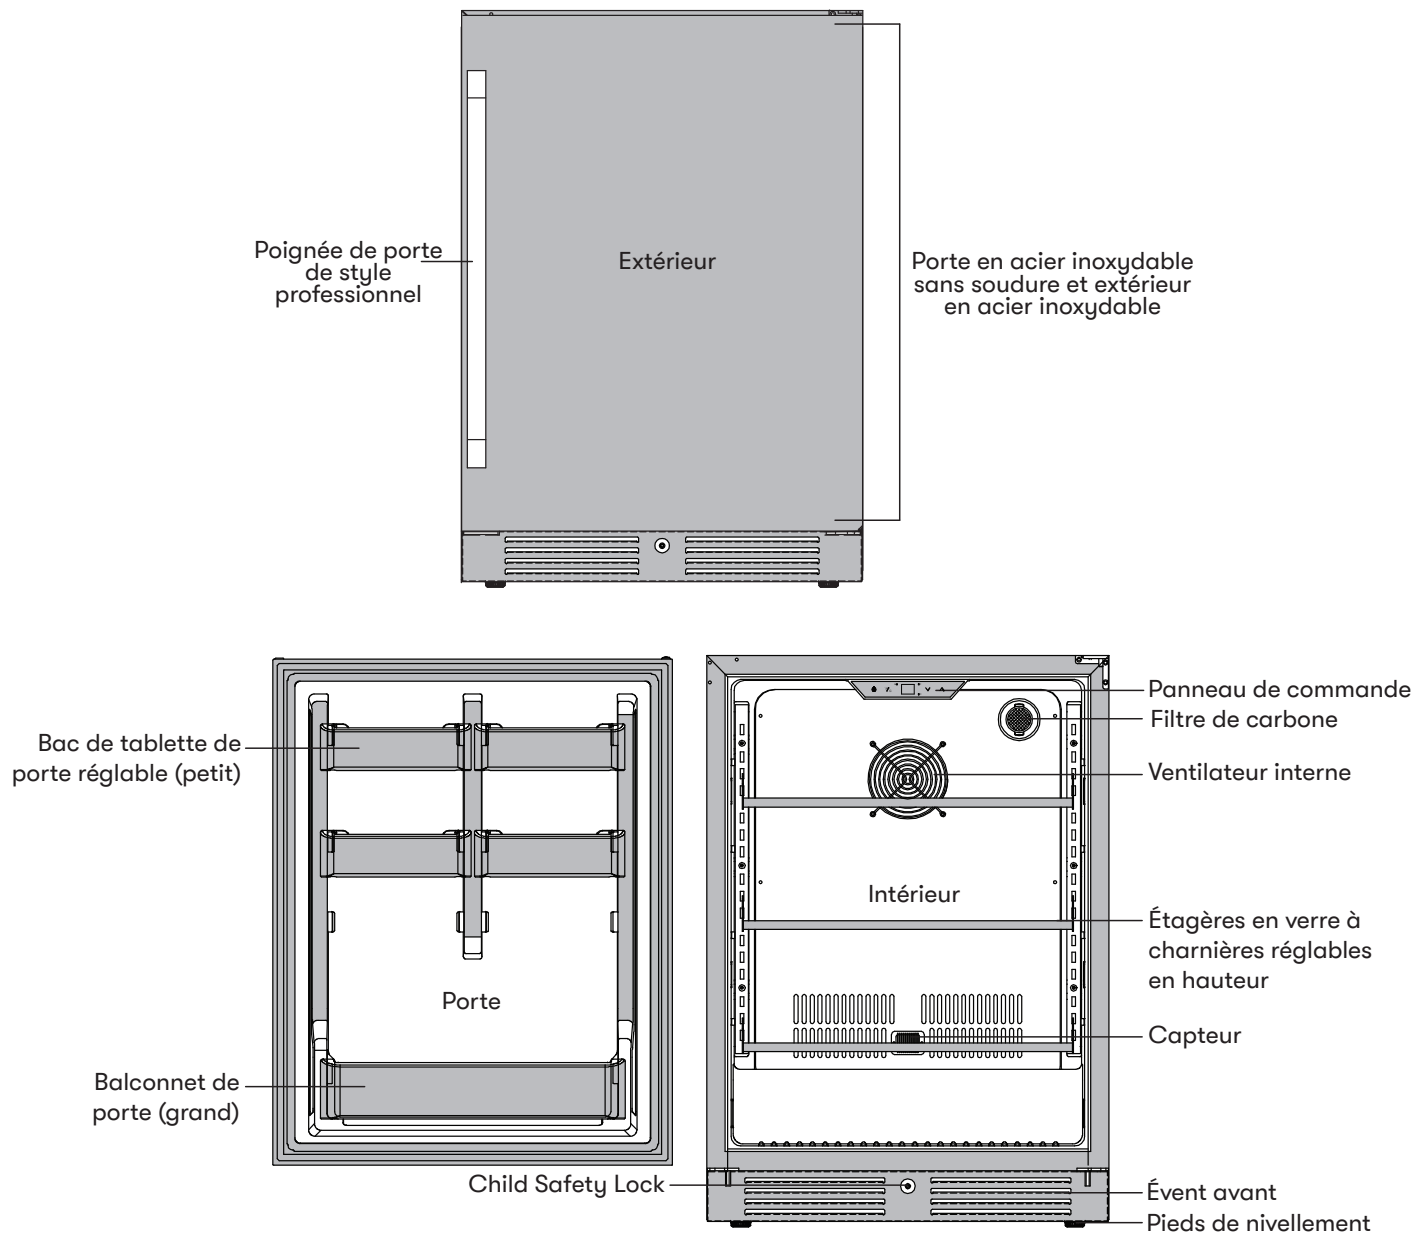 Poignée de porte
de style
professionnel
Extérieur
Porte en acier inoxydable
sans soudure et extérieur
en acier inoxydable
Bac de tablette de
porte réglable (petit)
Porte
Balconnet de
porte (grand)
Child Safety Lock
Panneau de commande
Filtre de carbone
Ventilateur interne
Intérieur
Étagères en verre à
charnières réglables
en hauteur
Capteur
Évent avant
Pieds de nivellement